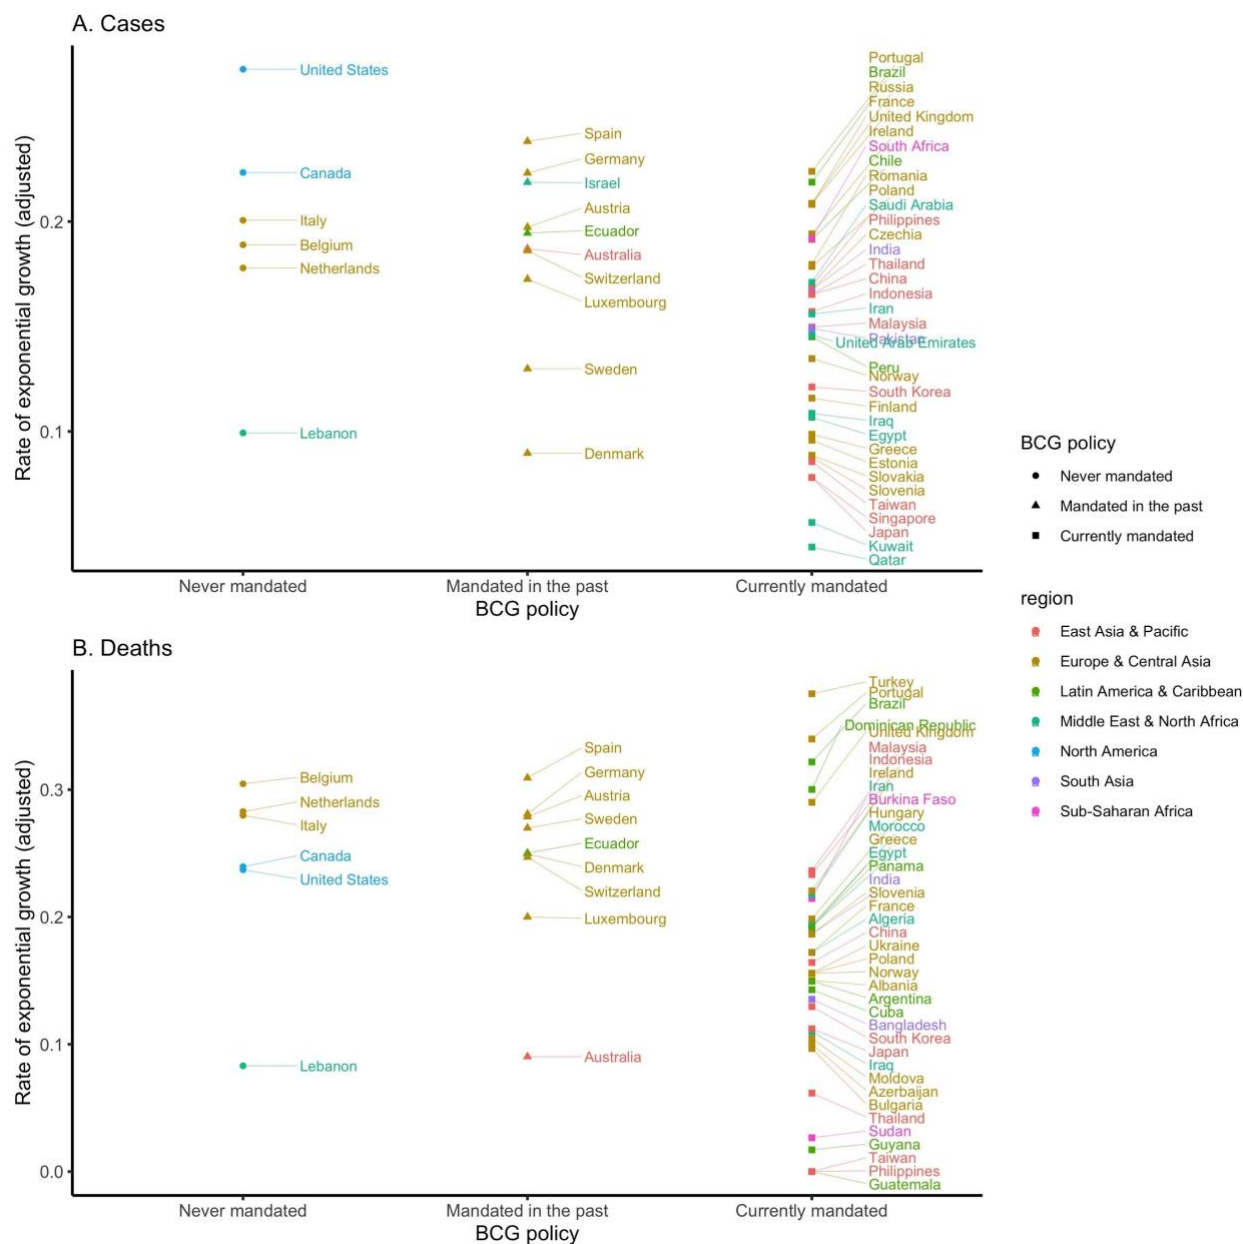 A. Cases
Rate of exponential growth (adjusted)
0.2
0.1
United States
Canada
Italy
Belgium
Netherlands
Lebanon
Spain
Germany
Israel
Austria
Ecuador
Australia
Switzerland
Luxembourg
Sweden
Denmark
Portugal
Brazil
Russia
France
United Kingdom
Ireland
South Africa
Chile
Romania
Poland
Saudi Arabia
Philippines
Czechia
India
Thailand
China
Indonesia
Iran
Malaysia
Pakistan
United Arab Emirates
Peru
Norway
South Korea
Finland
Iraq
Egypt
Greece
Estonia
Slovakia
Slovenia
Taiwan
Singapore
Japan
Kuwait
Qatar
Never mandated
Mandated in the past
Currently mandated
BCG policy
BCG policy
Never mandated
Mandated in the past
Currently mandated
region
East Asia & Pacific
Europe & Central Asia
Latin America & Caribbean
Middle East & North Africa
North America
South Asia
Sub-Saharan Africa
B. Deaths
Rate of exponential growth (adjusted)
0.3
0.2
0.1
0.0
Belgium
Netherlands
Italy
Canada
United States
Lebanon
Spain
Germany
Austria
Sweden
Ecuador
Denmark
Switzerland
Luxembourg
Australia
Turkey
Portugal
Brazil
Dominican Republic
United Kingdom
Malaysia
Indonesia
Ireland
Iran
Burkina Faso
Hungary
Morocco
Greece
Egypt
Panama
India
Slovenia
France
Algeria
China
Ukraine
Poland
Norway
Albania
Argentina
Cuba
Bangladesh
South Korea
Japan
Iraq
Moldova
Azerbaijan
Bulgaria
Thailand
Sudan
Guyana
Taiwan
Philippines
Guatemala
Never mandated
Mandated in the past
Currently mandated
BCG policy